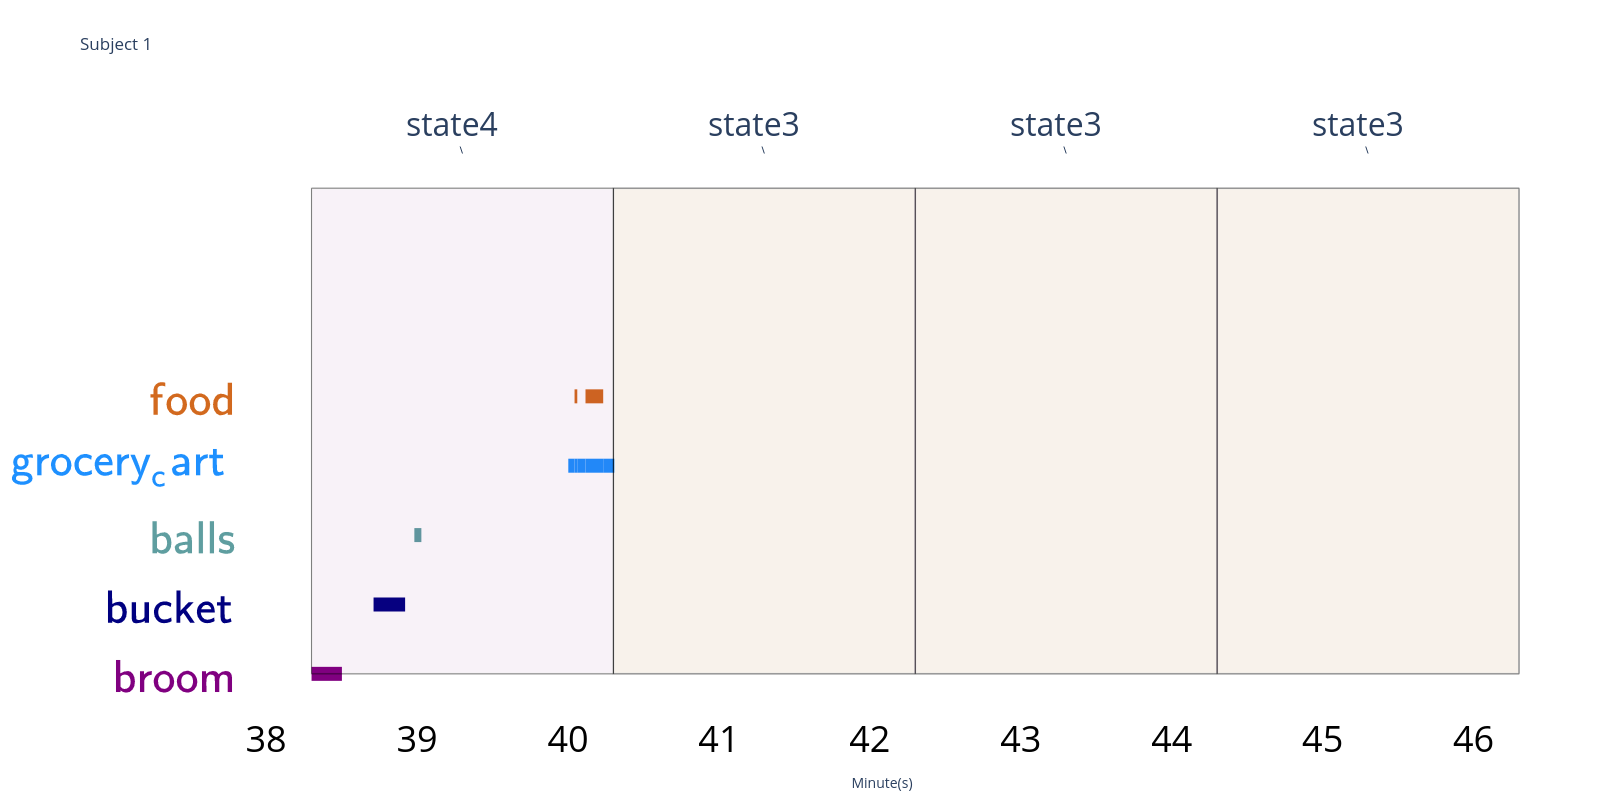 Subject 1
state4 state3 state3 state3
food
grocery_cart
balls
bucket
broom
38 39 40 41 42 43 44 45 46
Minute(s)